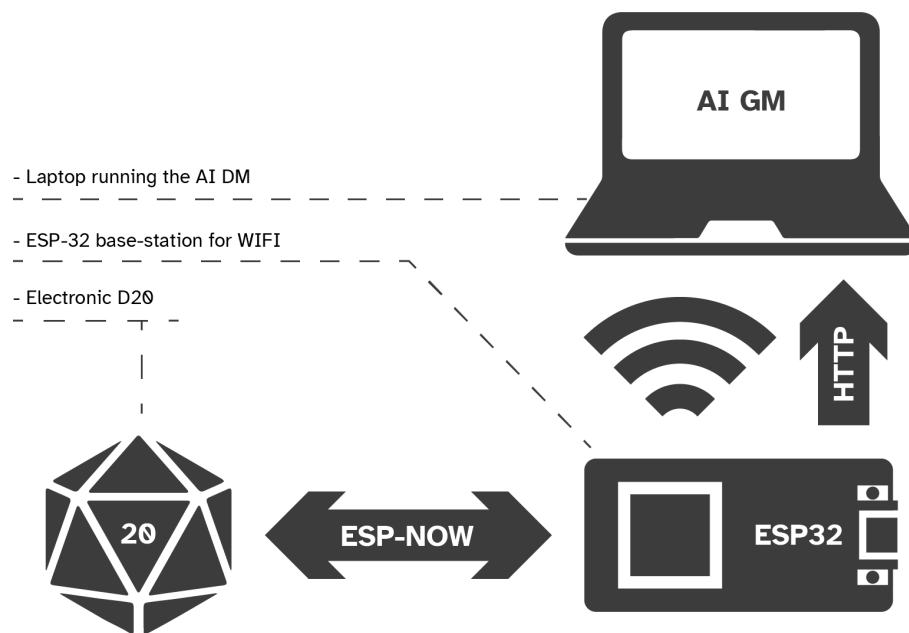 AI GM
- Laptop running the AI DM
- ESP-32 base-station for WIFI
- Electronic D20
HTTP
20
ESP-NOW
ESP32